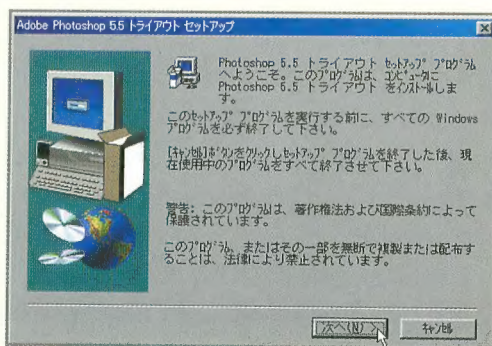 Adobe Photoshop 5.5 トライアウト セットアップ
Photoshop 5.5 トライアウト ｾｯﾄｱｯﾌﾟ ﾌﾟﾛｸﾞﾗﾑ
へようこそ。このﾌﾟﾛｸﾞﾗﾑは、ｺﾝﾋﾟｭｰﾀに
Photoshop 5.5 トライアウト をｲﾝｽﾄｰﾙしま
す。
このｾｯﾄｱｯﾌﾟ ﾌﾟﾛｸﾞﾗﾑを実行する前に、すべての Windows
ﾌﾟﾛｸﾞﾗﾑを必ず終了して下さい。
[ｷｬﾝｾﾙ]ﾎﾞﾀﾝをｸﾘｯｸしｾｯﾄｱｯﾌﾟ ﾌﾟﾛｸﾞﾗﾑを終了した後、現
在使用中のﾌﾟﾛｸﾞﾗﾑをすべて終了させて下さい。
警告: このﾌﾟﾛｸﾞﾗﾑは、著作権法および国際条約によって
保護されています。
このﾌﾟﾛｸﾞﾗﾑ、またはその一部を無断で複製または配布す
ることは、法律により禁止されています。
次へ(N) >
ｷｬﾝｾﾙ